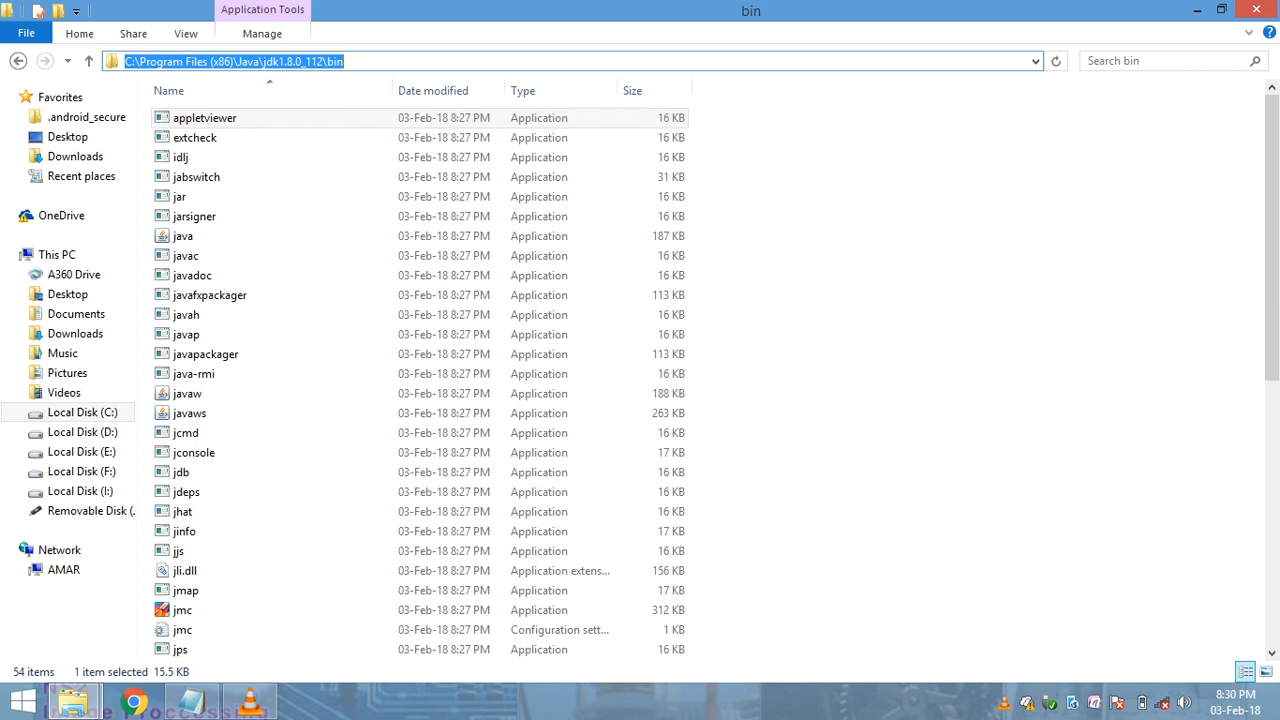 Application Tools
bin
File
Home
Share
View
Manage
C:\Program Files (x86)\Java\jdk1.8.0_112\bin
Search bin
Name
Date modified
Type
Size
Favorites
.android_secure
Desktop
Downloads
Recent places
OneDrive
This PC
A360 Drive
Desktop
Documents
Downloads
Music
Pictures
Videos
Local Disk (C:)
Local Disk (D:)
Local Disk (E:)
Local Disk (F:)
Local Disk (I:)
Removable Disk (
Network
AMAR
appletviewer 03-Feb-18 8:27 PM Application 16 KB
extcheck 03-Feb-18 8:27 PM Application 16 KB
idlj 03-Feb-18 8:27 PM Application 16 KB
jabswitch 03-Feb-18 8:27 PM Application 31 KB
jar 03-Feb-18 8:27 PM Application 16 KB
jarsigner 03-Feb-18 8:27 PM Application 16 KB
java 03-Feb-18 8:27 PM Application 187 KB
javac 03-Feb-18 8:27 PM Application 16 KB
javadoc 03-Feb-18 8:27 PM Application 16 KB
javafxpackager 03-Feb-18 8:27 PM Application 113 KB
javah 03-Feb-18 8:27 PM Application 16 KB
javap 03-Feb-18 8:27 PM Application 16 KB
javapackager 03-Feb-18 8:27 PM Application 113 KB
java-rmi 03-Feb-18 8:27 PM Application 16 KB
javaw 03-Feb-18 8:27 PM Application 188 KB
javaws 03-Feb-18 8:27 PM Application 263 KB
jcmd 03-Feb-18 8:27 PM Application 16 KB
jconsole 03-Feb-18 8:27 PM Application 17 KB
jdb 03-Feb-18 8:27 PM Application 16 KB
jdeps 03-Feb-18 8:27 PM Application 16 KB
jhat 03-Feb-18 8:27 PM Application 16 KB
jinfo 03-Feb-18 8:27 PM Application 17 KB
jjs 03-Feb-18 8:27 PM Application 16 KB
jli.dll 03-Feb-18 8:27 PM Application extens... 156 KB
jmap 03-Feb-18 8:27 PM Application 17 KB
jmc 03-Feb-18 8:27 PM Application 312 KB
jmc 03-Feb-18 8:27 PM Configuration sett... 1 KB
jps 03-Feb-18 8:27 PM Application 16 KB
54 items
1 item selected 15.5 KB
8:30 PM
03-Feb-18